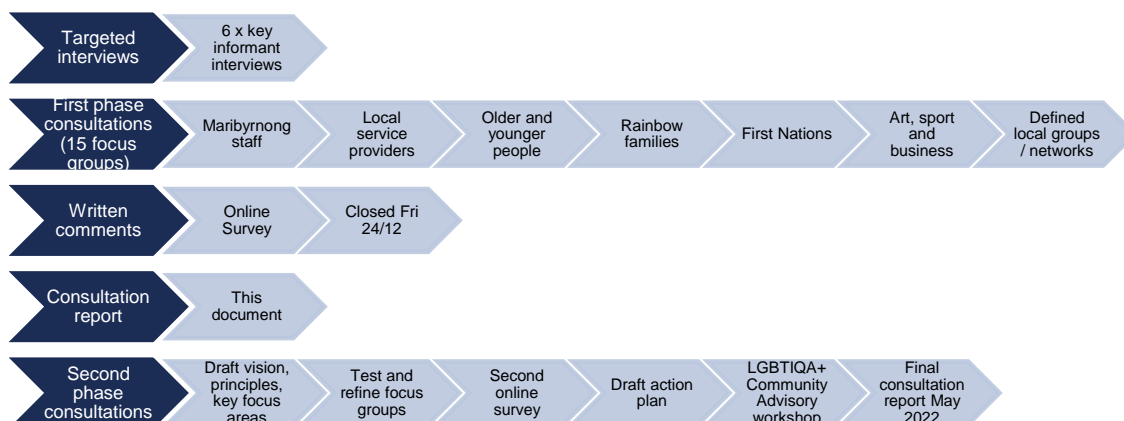 Targeted
interviews
6 x key
informant
interviews
First phase
consultations
(15 focus
groups)
Maribyrnong
staff
Local
service
providers
Older and
younger
people
Rainbow
families
First Nations
Art, sport
and
business
Defined
local groups
/ networks
Written
comments
Online
Survey
Closed Fri
24/12
Consultation
report
This
document
Second
phase
consultations
Draft vision,
principles,
key focus
areas
Test and
refine focus
groups
Second
online
survey
Draft action
plan
LGBTIQA+
Community
Advisory
workshop
Final
consultation
report May
2022